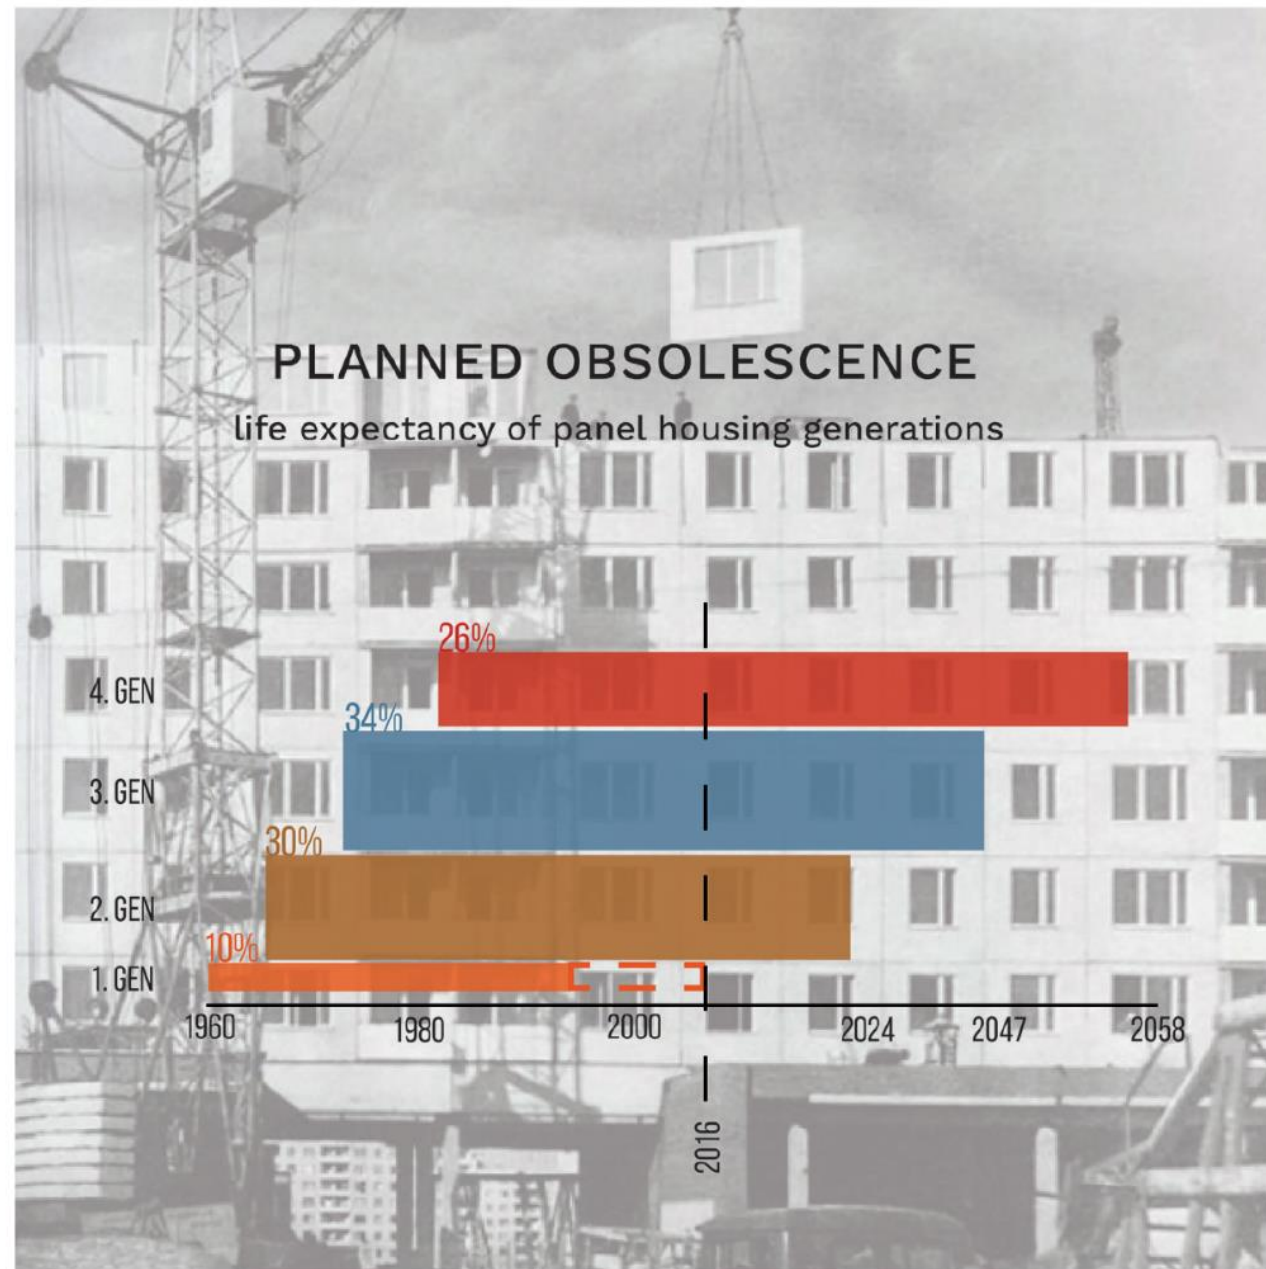 PLANNED OBSOLESCENCE
life expectancy of panel housing generations
26%
4. GEN
34%
3. GEN
30%
2. GEN
10%
1. GEN
1960 1980 2000 2024 2047 2058
2016